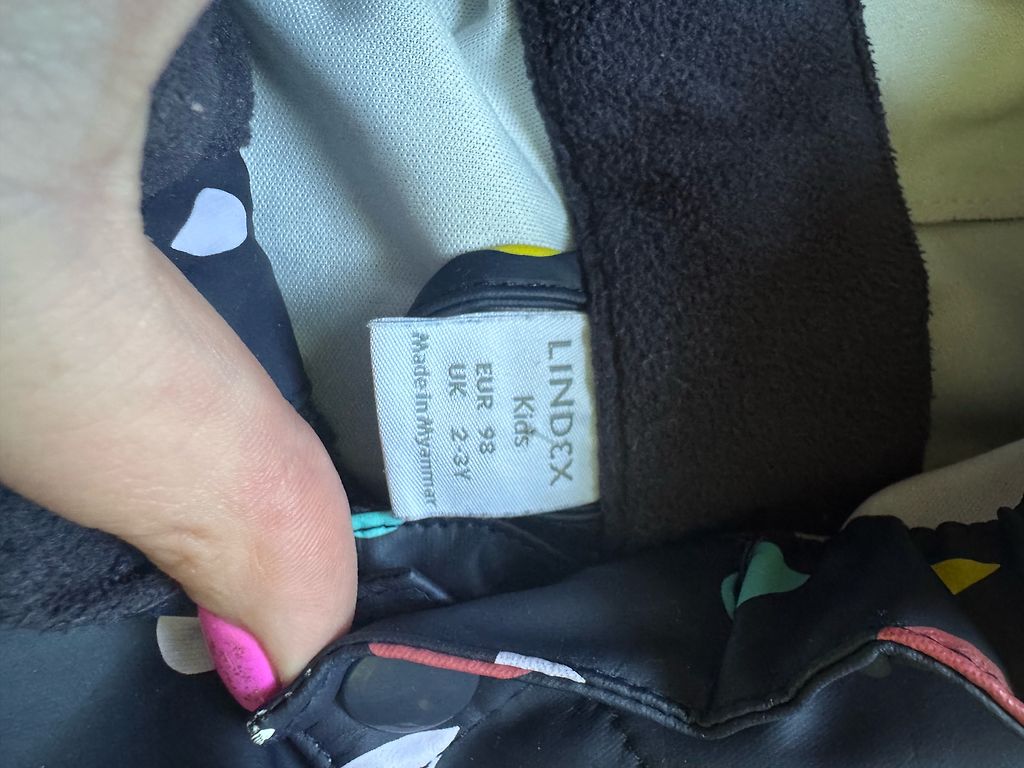 LINDEX
Kids
EUR 98
UK 2-3Y
Made in Myanmar